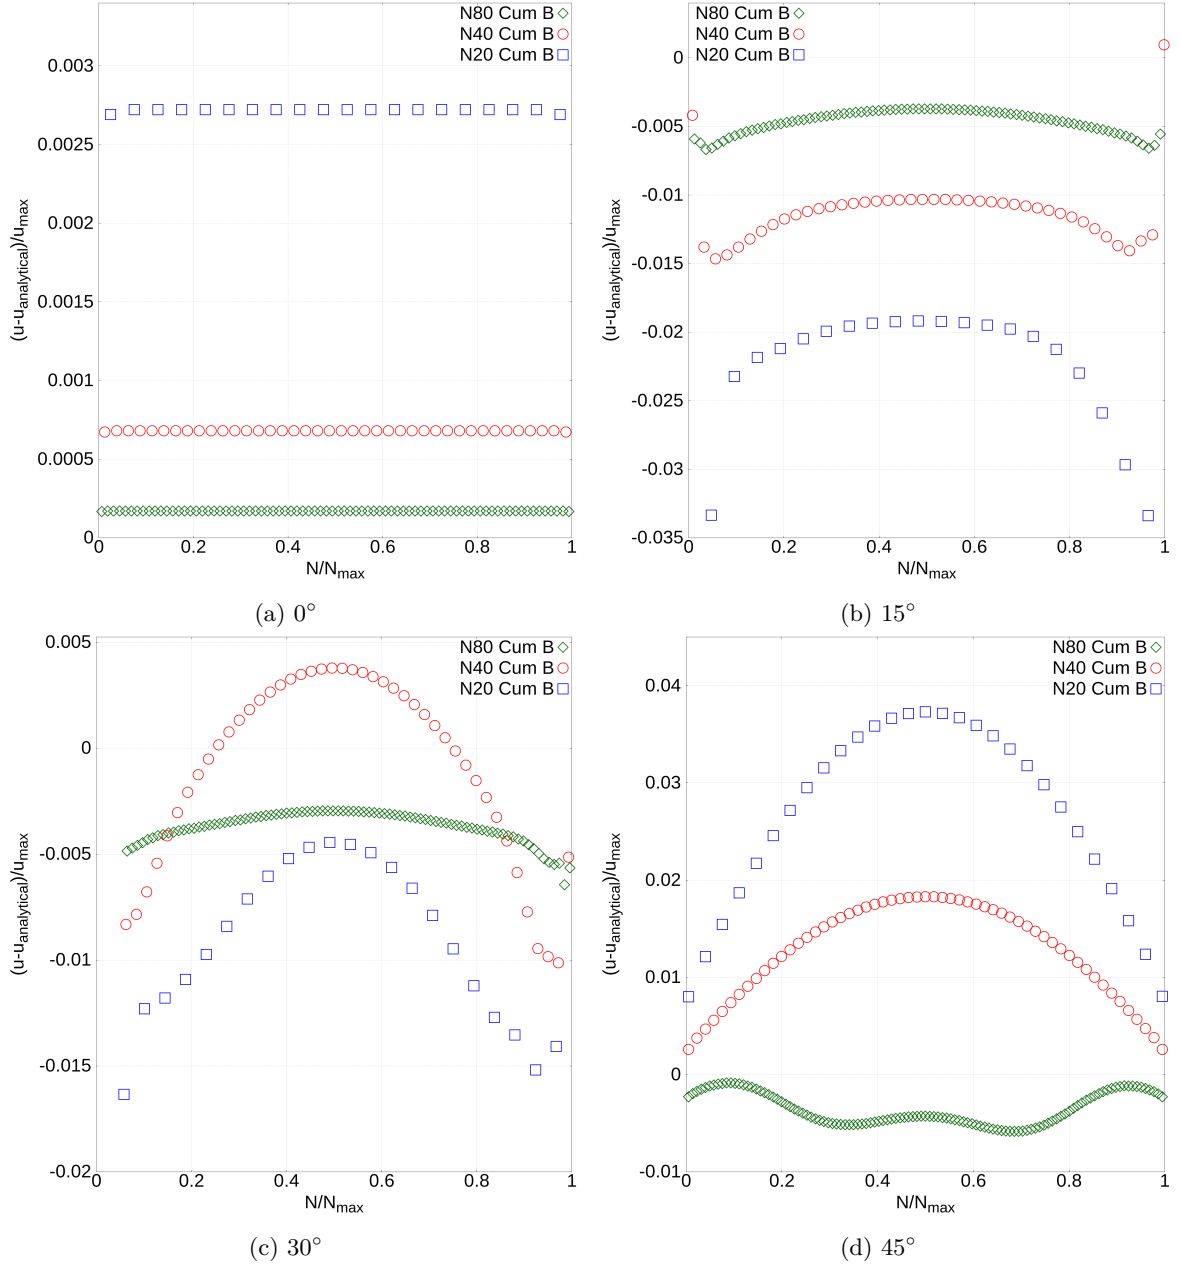 N80 Cum B
N40 Cum B
N20 Cum B
0.003
0.0025
0.002
0.0015
0.001
0.0005
0
0 0.2 0.4 0.6 0.8 1
(u-u_analytical)/u_max
N/N_max
(a) 0°
N80 Cum B
N40 Cum B
N20 Cum B
0
-0.005
-0.01
-0.015
-0.02
-0.025
-0.03
-0.035
0 0.2 0.4 0.6 0.8 1
(u-u_analytical)/u_max
N/N_max
(b) 15°
N80 Cum B
N40 Cum B
N20 Cum B
0.005
0
-0.005
-0.01
-0.015
-0.02
0 0.2 0.4 0.6 0.8 1
(u-u_analytical)/u_max
N/N_max
(c) 30°
N80 Cum B
N40 Cum B
N20 Cum B
0.04
0.03
0.02
0.01
0
-0.01
0 0.2 0.4 0.6 0.8 1
(u-u_analytical)/u_max
N/N_max
(d) 45°